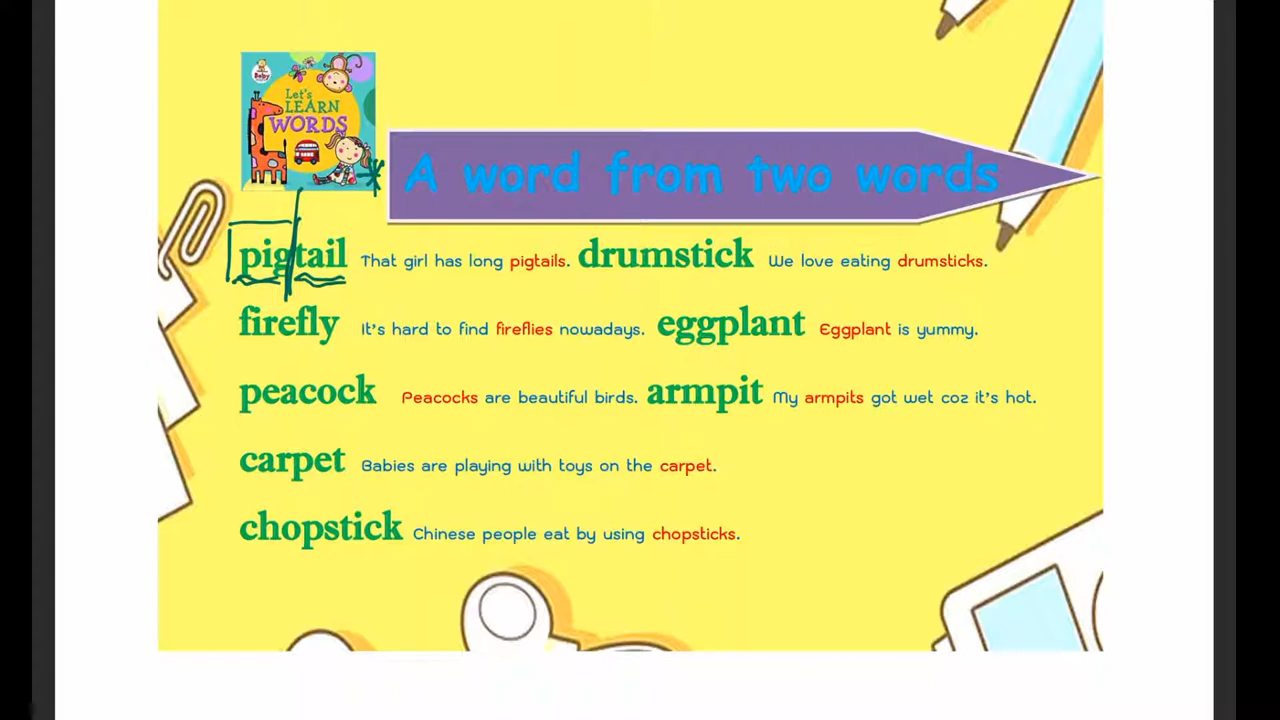 Baby
Let's
LEARN
WORDS
A word from two words
pigtail That girl has long pigtails. drumstick We love eating drumsticks.
firefly It's hard to find fireflies nowadays. eggplant Eggplant is yummy.
peacock Peacocks are beautiful birds. armpit My armpits got wet coz it's hot.
carpet Babies are playing with toys on the carpet.
chopstick Chinese people eat by using chopsticks.